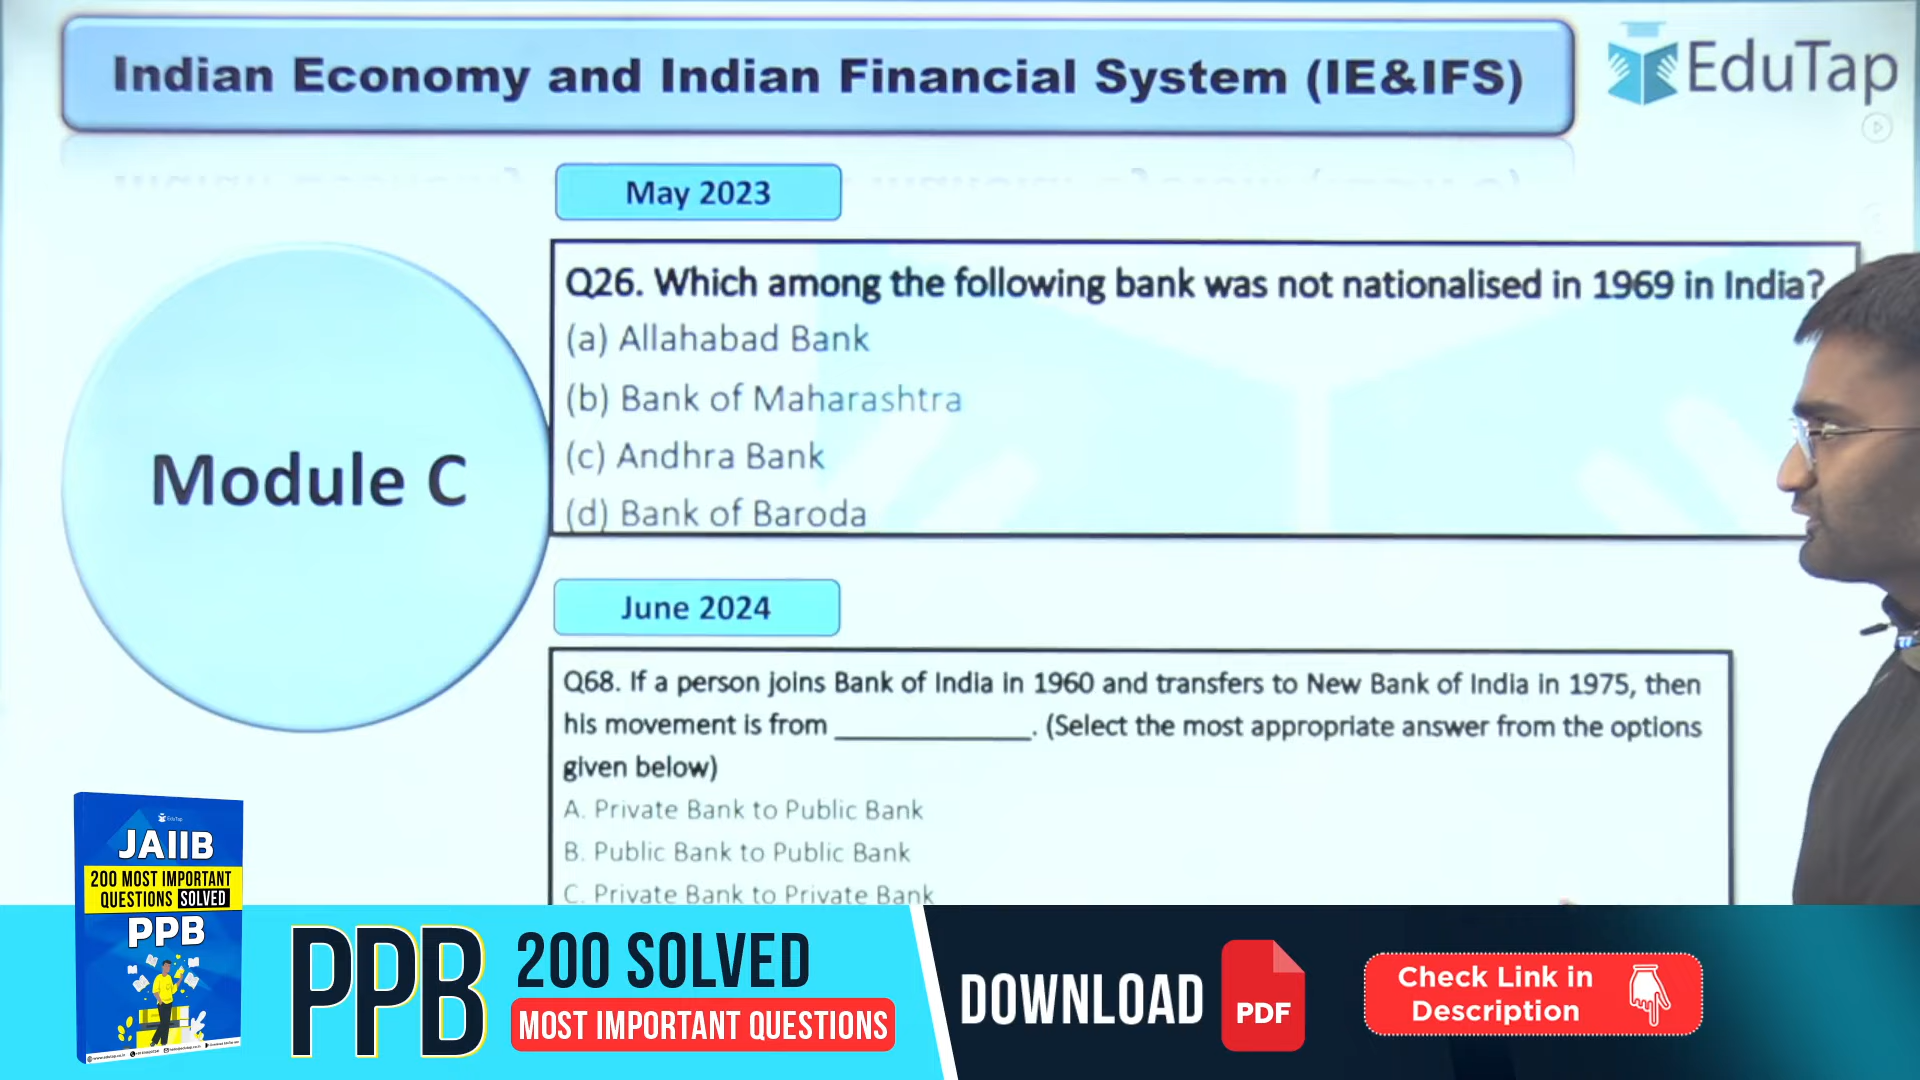 Indian Economy and Indian Financial System (IE&IFS)
EduTap
May 2023
Q26. Which among the following bank was not nationalised in 1969 in India?
(a) Allahabad Bank
(b) Bank of Maharashtra
(c) Andhra Bank
(d) Bank of Baroda
Module C
June 2024
Q68. If a person joins Bank of India in 1960 and transfers to New Bank of India in 1975, then
his movement is from ______________. (Select the most appropriate answer from the options
given below)
A. Private Bank to Public Bank
B. Public Bank to Public Bank
C. Private Bank to Private Bank
EduTap
JAIIB
200 MOST IMPORTANT
QUESTIONS SOLVED
PPB
PPB
200 SOLVED
MOST IMPORTANT QUESTIONS
DOWNLOAD
PDF
Check Link in
Description